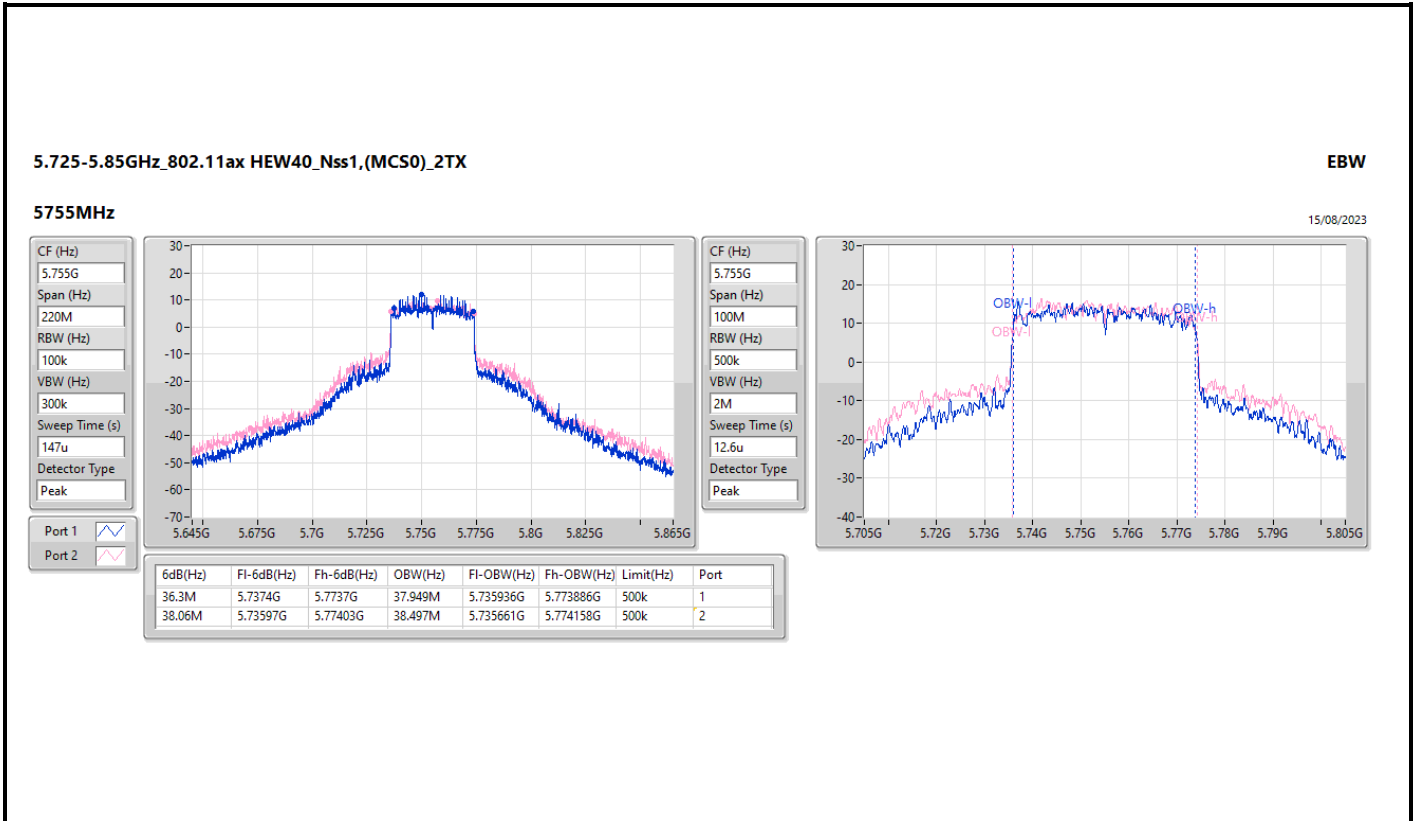 5.725-5.85GHz_802.11ax HEW40_Nss1,(MCS0)_2TX
EBW
5755MHz
15/08/2023
CF (Hz)
5.755G
Span (Hz)
220M
RBW (Hz)
100k
VBW (Hz)
300k
Sweep Time (s)
147u
Detector Type
Peak
Port 1
Port 2
30
20
10
0
-10
-20
-30
-40
-50
-60
-70
5.645G 5.675G 5.7G 5.725G 5.75G 5.775G 5.8G 5.825G 5.865G
CF (Hz)
5.755G
Span (Hz)
100M
RBW (Hz)
500k
VBW (Hz)
2M
Sweep Time (s)
12.6u
Detector Type
Peak
30
20
10
0
-10
-20
-30
-40
OBW-l
OBW-h
OBW-l
OBW-h
5.705G 5.72G 5.73G 5.74G 5.75G 5.76G 5.77G 5.78G 5.79G 5.805G
6dB(Hz) Fl-6dB(Hz) Fh-6dB(Hz) OBW(Hz) Fl-OBW(Hz) Fh-OBW(Hz) Limit(Hz) Port
36.3M 5.7374G 5.7737G 37.949M 5.735936G 5.773886G 500k 1
38.06M 5.73597G 5.77403G 38.497M 5.735661G 5.774158G 500k 2